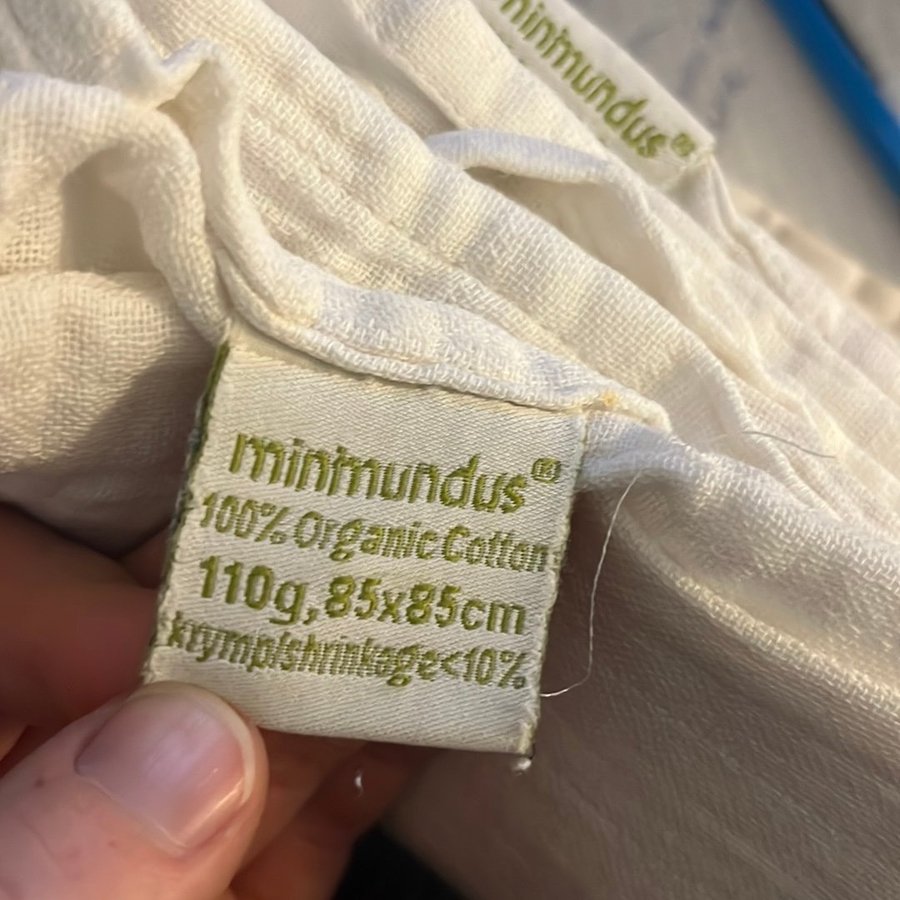 minimundus®
minimundus®
100% Organic Cotton
110g, 85x85cm
krymp/shrinkage<10%